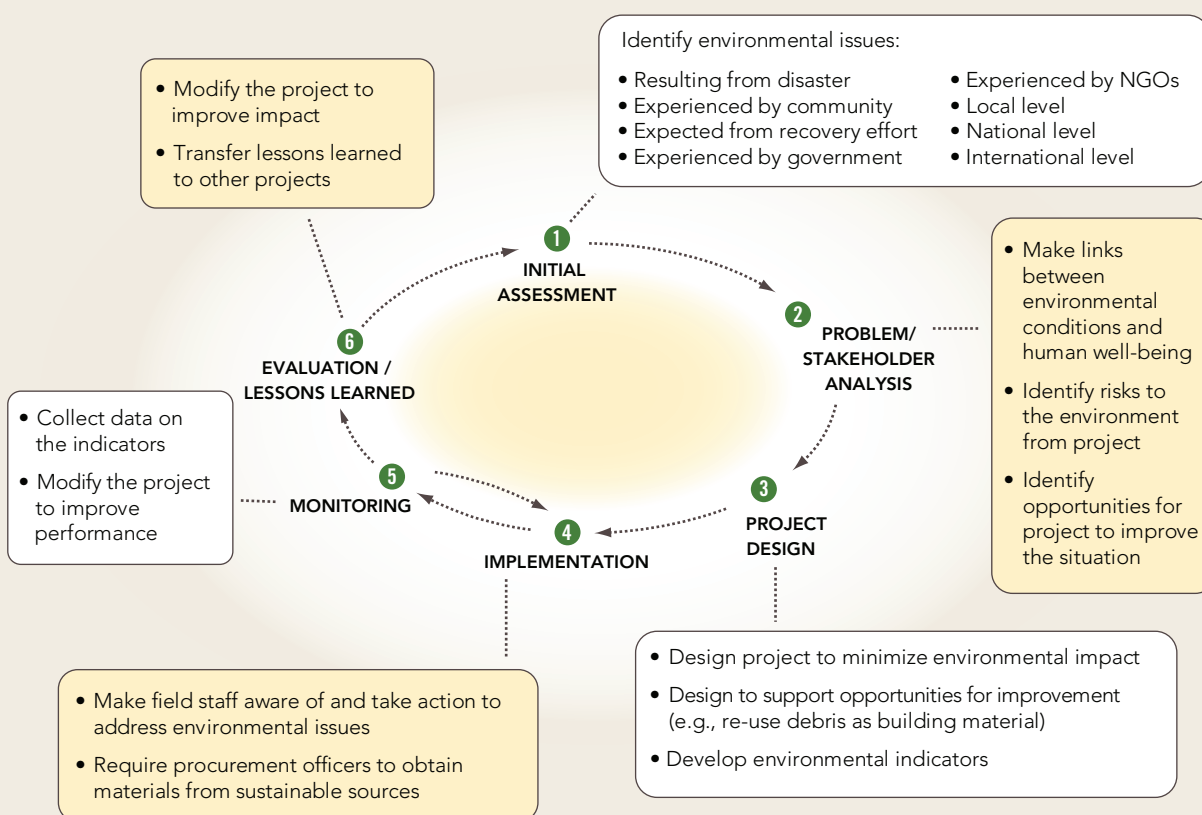 Identify environmental issues:
• Resulting from disaster
• Experienced by community
• Expected from recovery effort
• Experienced by government
• Experienced by NGOs
• Local level
• National level
• International level
1
INITIAL
ASSESSMENT
2
PROBLEM/
STAKEHOLDER
ANALYSIS
• Make links
between
environmental
conditions and
human well-being
• Identify risks to
the environment
from project
• Identify
opportunities for
project to improve
the situation
3
PROJECT
DESIGN
• Design project to minimize environmental impact
• Design to support opportunities for improvement
(e.g., re-use debris as building material)
• Develop environmental indicators
4
IMPLEMENTATION
• Make field staff aware of and take action to
address environmental issues
• Require procurement officers to obtain
materials from sustainable sources
5
MONITORING
• Collect data on
the indicators
• Modify the project
to improve
performance
6
EVALUATION /
LESSONS LEARNED
• Modify the project to
improve impact
• Transfer lessons learned
to other projects